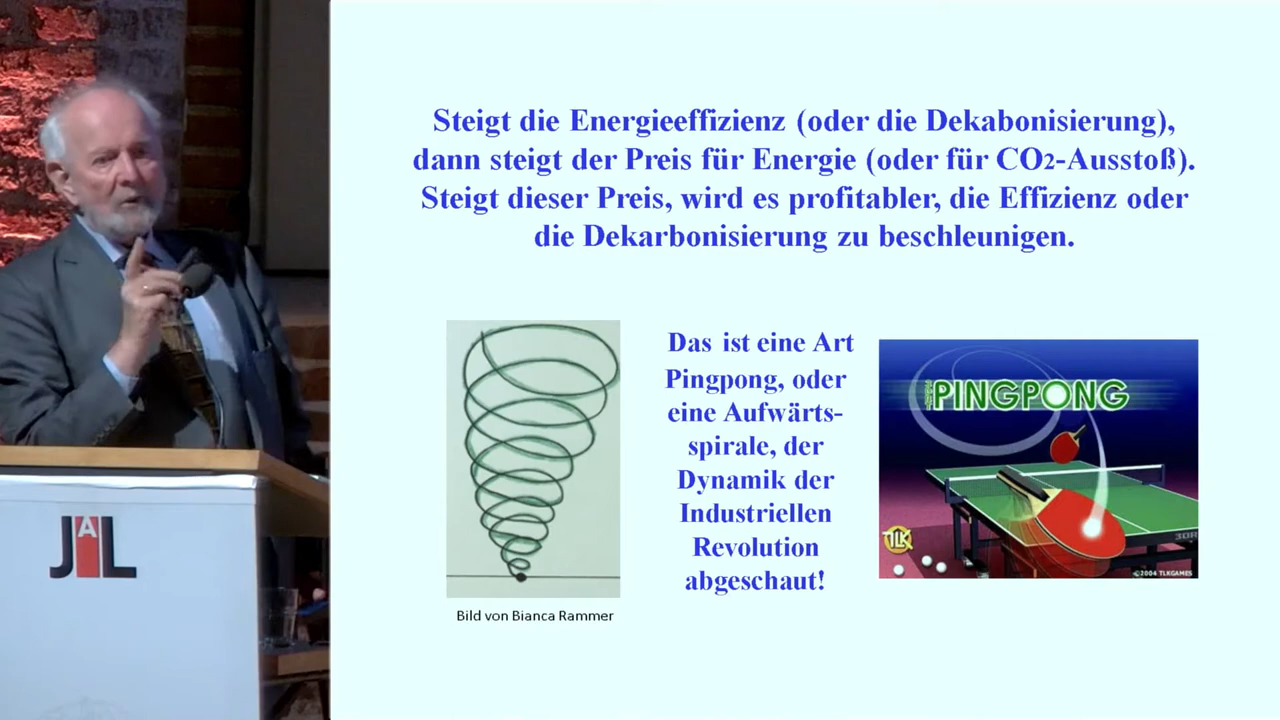 Steigt die Energieeffizienz (oder die Dekabonisierung),
dann steigt der Preis für Energie (oder für CO2-Ausstoß).
Steigt dieser Preis, wird es profitabler, die Effizienz oder
die Dekarbonisierung zu beschleunigen.
Das ist eine Art
Pingpong, oder
eine Aufwärts-
spirale, der
Dynamik der
Industriellen
Revolution
abgeschaut!
Bild von Bianca Rammer
PINGPONG
TLK
©2004 TLKGAMES
JAL